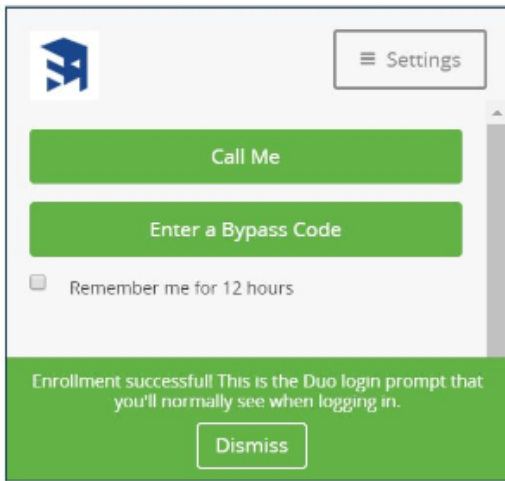 ≡ Settings
Call Me
Enter a Bypass Code
Remember me for 12 hours
Enrollment successful! This is the Duo login prompt that
you'll normally see when logging in.
Dismiss